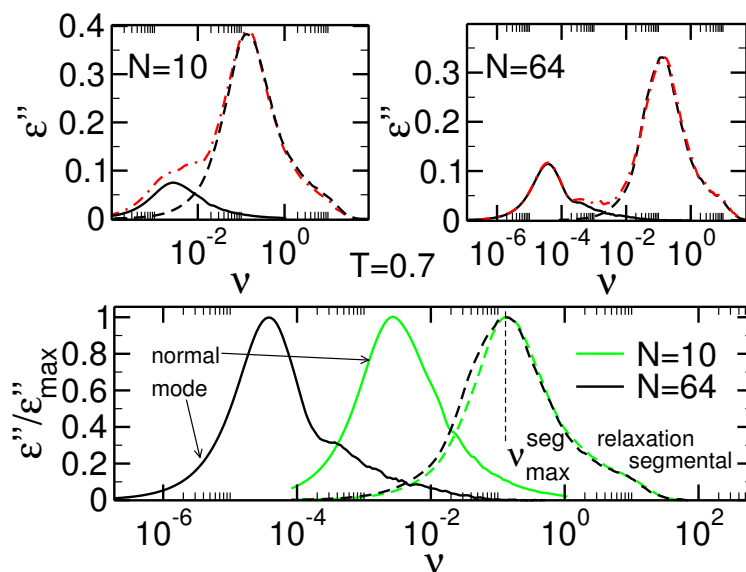 0.4
0.3
0.2
0.1
0
ε''
N=10
10^-2
10^0
ν
0.3
0.2
0.1
0
ε''
N=64
10^-6
10^-4
10^-2
10^0
ν
T=0.7
1
0.8
0.6
0.4
0.2
0
ε''/ε''max
normal
mode
N=10
N=64
ν^seg_max
relaxation
segmental
10^-6
10^-4
10^-2
10^0
10^2
ν